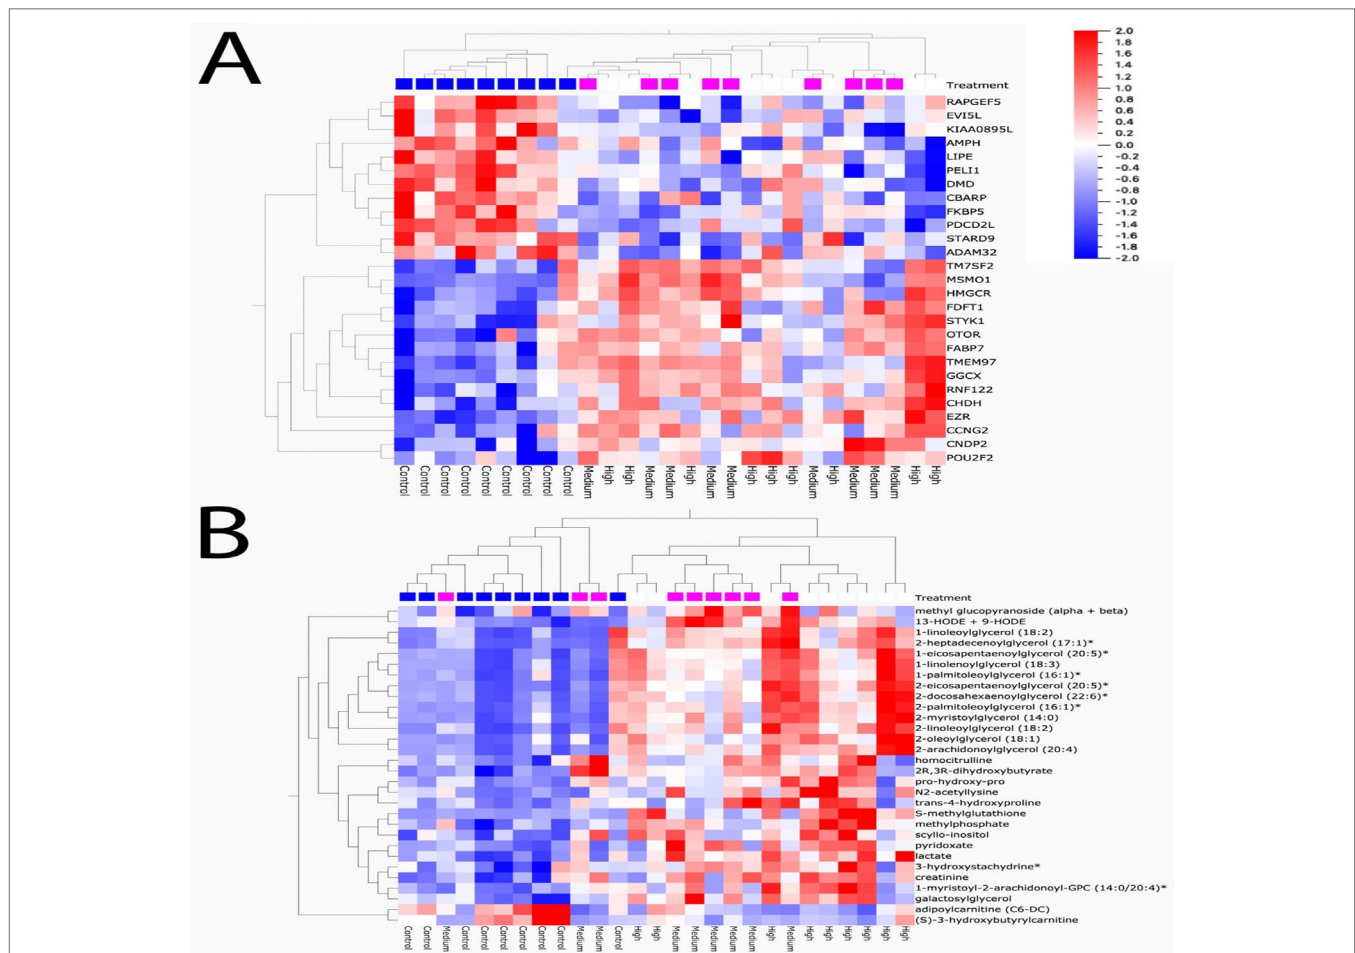 A
2.0
1.8
1.6
1.4
1.2
1.0
0.8
0.6
0.4
0.2
0.0
-0.2
-0.4
-0.6
-0.8
-1.0
-1.2
-1.4
-1.6
-1.8
-2.0
Treatment
RAPGEF5
EVI5L
KIAA0895L
AMPH
LIPE
PELI1
DMD
CBARP
FKBP5
PDCD2L
STARD9
ADAM32
TM7SF2
MSMO1
HMGCR
FDFT1
STYK1
OTOR
FABP7
TMEM97
GGCX
RNF122
CHDH
EZR
CCNG2
CNDP2
POU2F2
Control
Control
Control
Control
Control
Control
Control
Control
Control
Medium
High
High
Medium
Medium
High
Medium
Medium
High
High
High
Medium
High
Medium
Medium
Medium
High
High
B
Treatment
methyl glucopyranoside (alpha + beta)
13-HODE + 9-HODE
1-linoleoylglycerol (18:2)
2-heptadecenoylglycerol (17:1)*
1-eicosapentaenoylglycerol (20:5)*
1-linolenoylglycerol (18:3)
1-palmitoleoylglycerol (16:1)*
2-eicosapentaenoylglycerol (20:5)*
2-docosahexaenoylglycerol (22:6)*
2-palmitoleoylglycerol (16:1)*
2-myristoylglycerol (14:0)
2-linoleoylglycerol (18:2)
2-oleoylglycerol (18:1)
2-arachidonoylglycerol (20:4)
homocitrulline
2R,3R-dihydroxybutyrate
pro-hydroxy-pro
N2-acetyllysine
trans-4-hydroxyproline
S-methylglutathione
methylphosphate
scyllo-inositol
pyridoxate
lactate
3-hydroxystachydrine*
creatinine
1-myristoyl-2-arachidonoyl-GPC (14:0/20:4)*
galactosylglycerol
adipoylcarnitine (C6-DC)
(S)-3-hydroxybutyrylcarnitine
Control
Control
Medium
Control
Control
Control
Control
Control
Control
Medium
Medium
Control
High
High
Medium
Medium
Medium
Medium
Medium
High
Medium
High
High
High
High
High
High